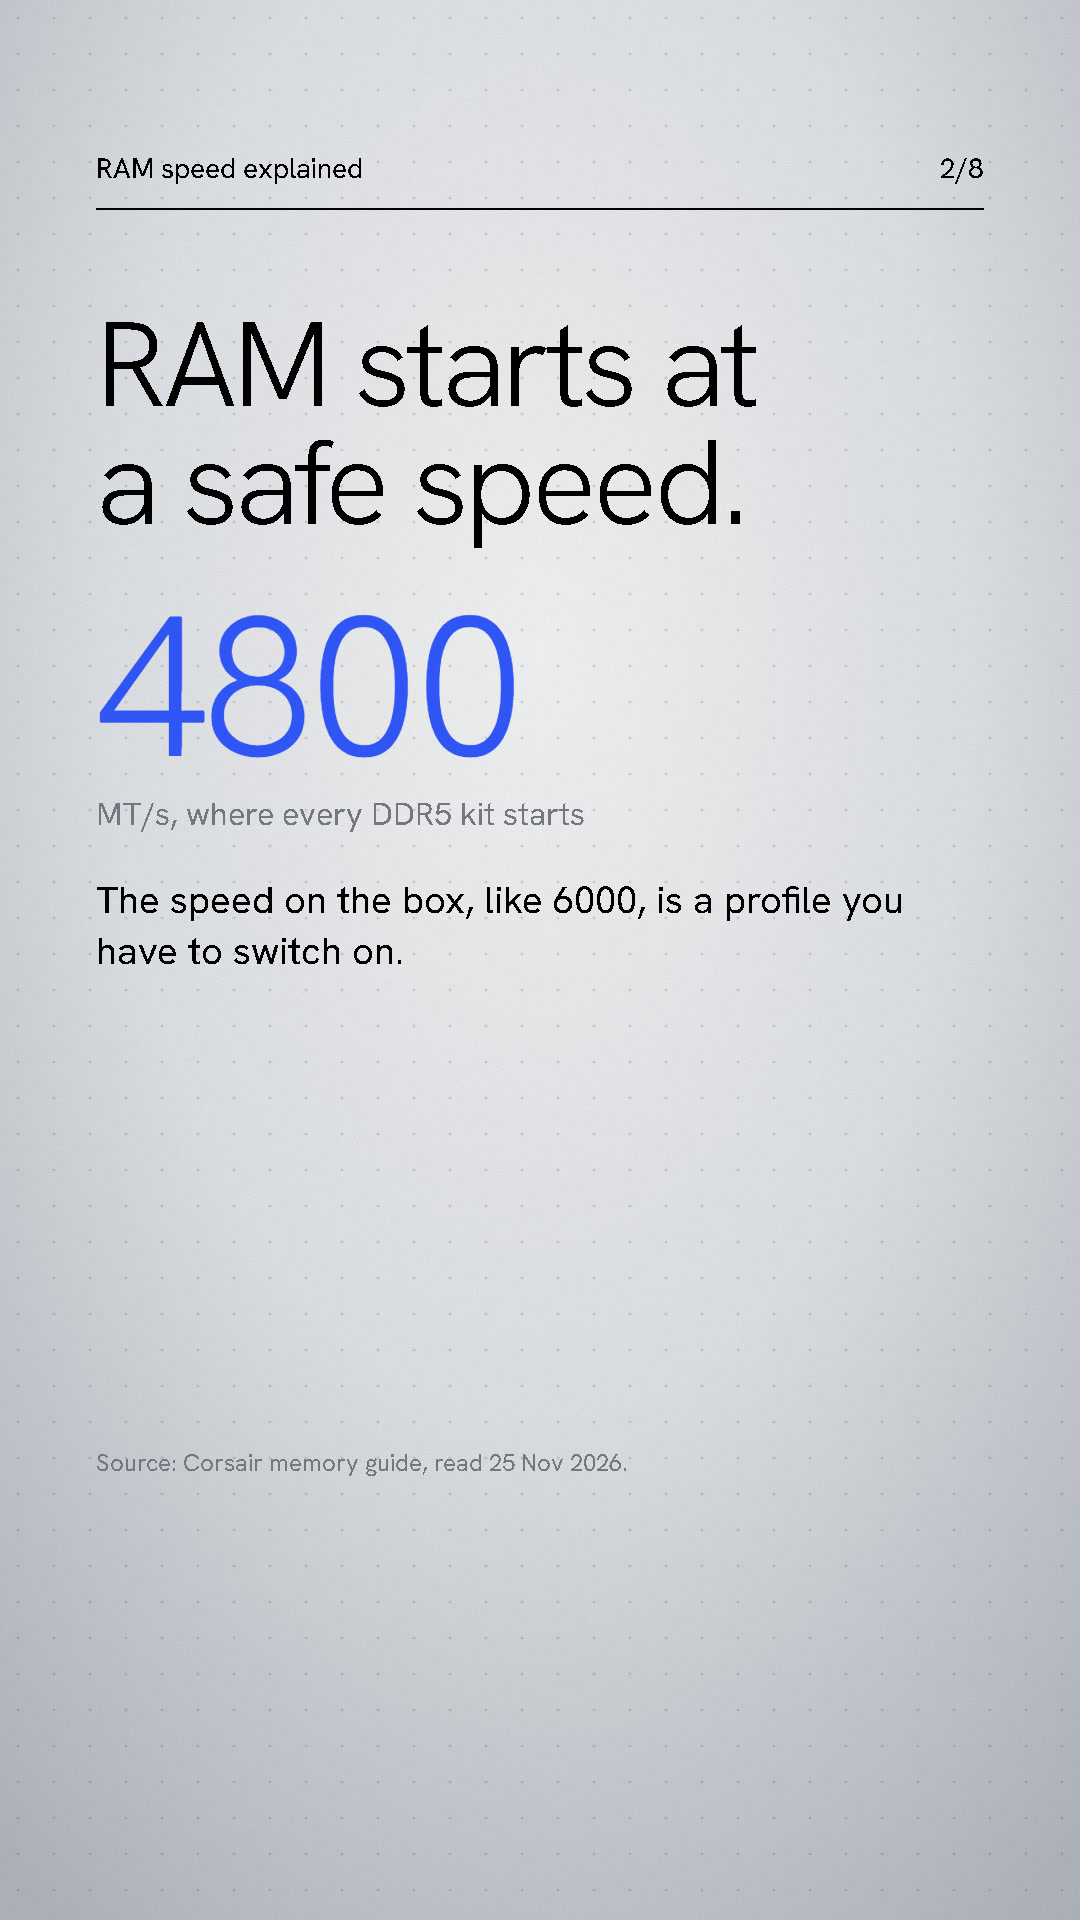 RAM speed explained
2/8
RAM starts at
a safe speed.
4800
MT/s, where every DDR5 kit starts
The speed on the box, like 6000, is a profile you
have to switch on.
Source: Corsair memory guide, read 25 Nov 2026.